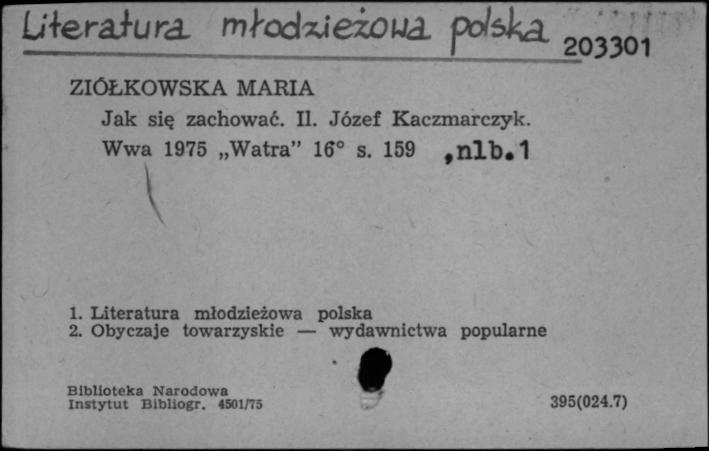 Literatura młodzieżowa polska
203301
ZIÓŁKOWSKA MARIA
Jak się zachować. Il. Józef Kaczmarczyk.
Wwa 1975 „Watra” 16° s. 159 ,nlb.1
1. Literatura młodzieżowa polska
2. Obyczaje towarzyskie — wydawnictwa popularne
Biblioteka Narodowa
Instytut Bibliogr. 4501/75
395(024.7)